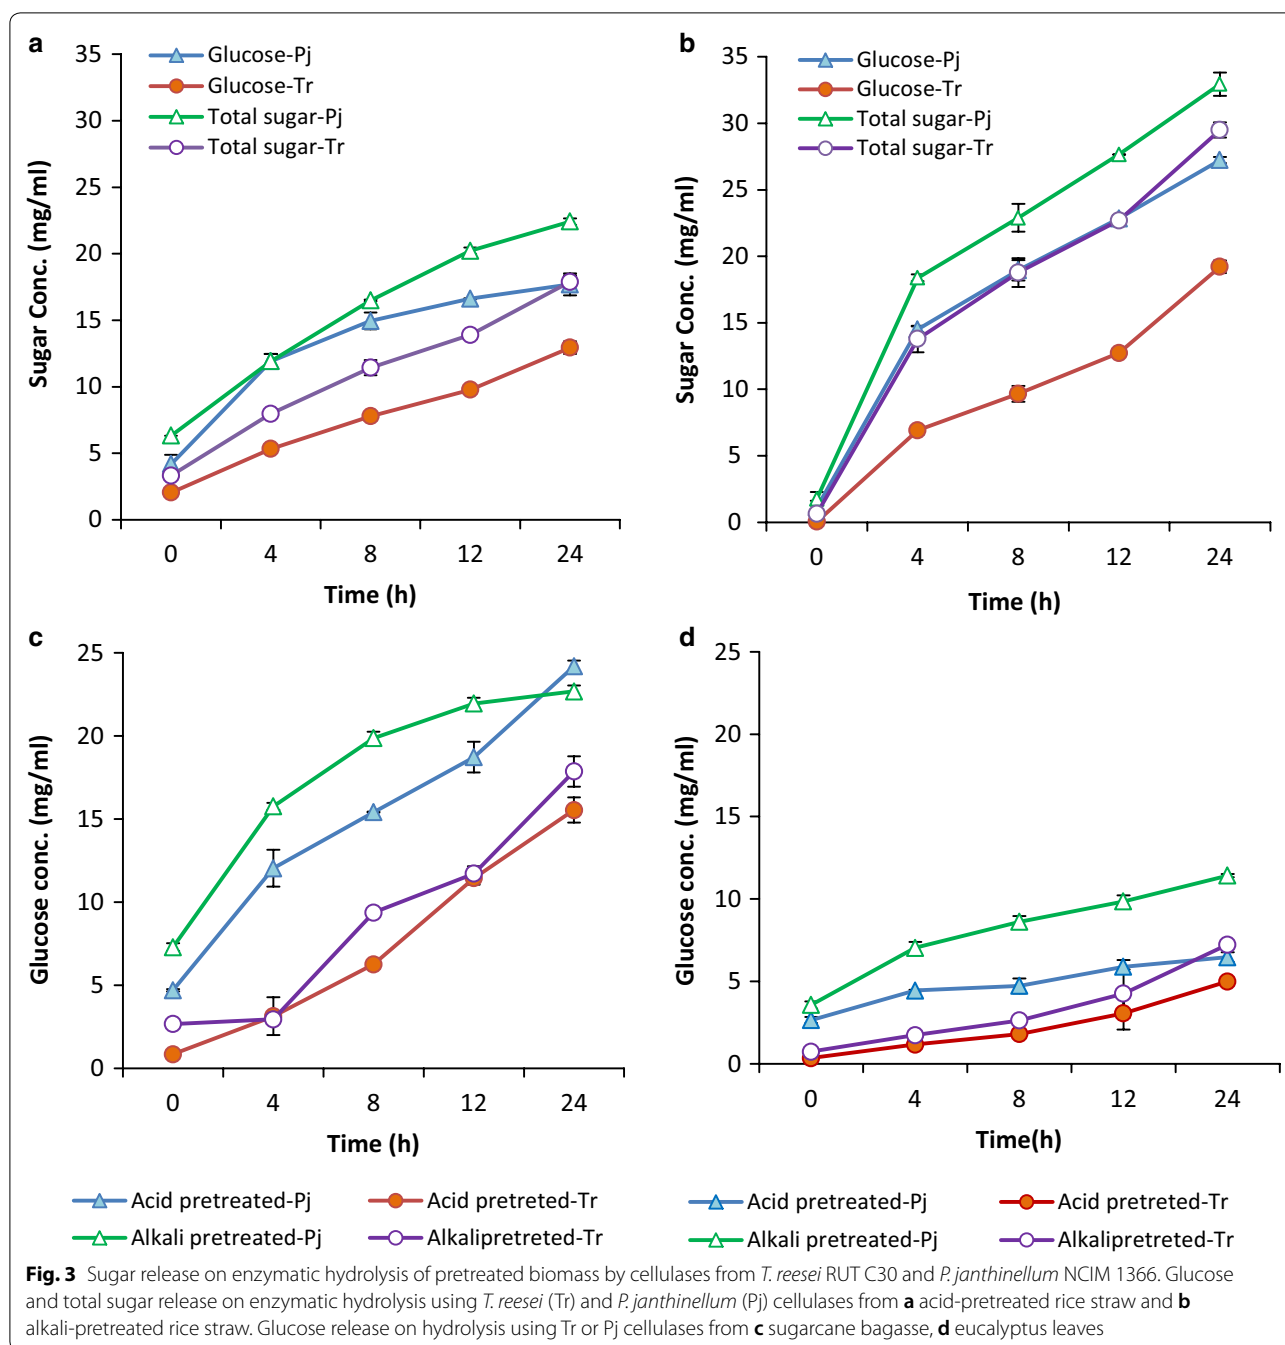 a
35
30
25
20
15
10
5
0
Sugar Conc. (mg/ml)
Glucose-Pj
Glucose-Tr
Total sugar-Pj
Total sugar-Tr
0 4 8 12 24
Time (h)
b
35
30
25
20
15
10
5
0
Sugar Conc. (mg/ml)
Glucose-Pj
Glucose-Tr
Total sugar-Pj
Total sugar-Tr
0 4 8 12 24
Time (h)
c
25
20
15
10
5
0
Glucose conc. (mg/ml)
0 4 8 12 24
Time (h)
Acid pretreated-Pj Acid pretreted-Tr
Alkali pretreated-Pj Alkalipretreted-Tr
d
25
20
15
10
5
0
Glucose conc. (mg/ml)
0 4 8 12 24
Time(h)
Acid pretreated-Pj Acid pretreted-Tr
Alkali pretreated-Pj Alkalipretreted-Tr
Fig. 3 Sugar release on enzymatic hydrolysis of pretreated biomass by cellulases from T. reesei RUT C30 and P. janthinellum NCIM 1366. Glucose
and total sugar release on enzymatic hydrolysis using T. reesei (Tr) and P. janthinellum (Pj) cellulases from a acid-pretreated rice straw and b
alkali-pretreated rice straw. Glucose release on hydrolysis using Tr or Pj cellulases from c sugarcane bagasse, d eucalyptus leaves